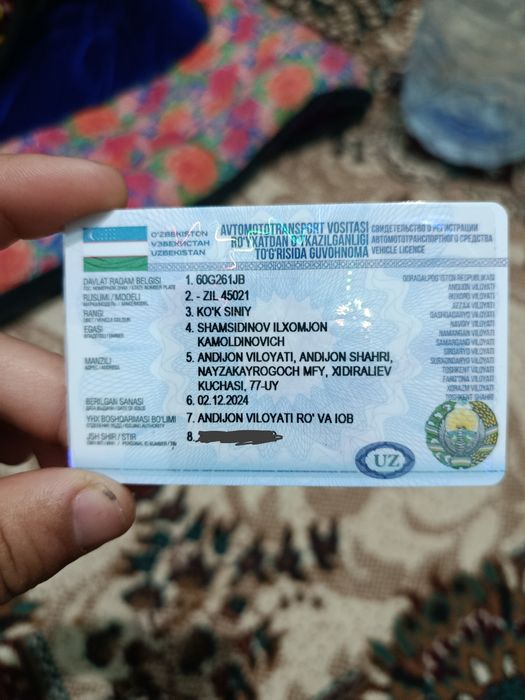 O'ZBEKISTON
ЎЗБЕКИСТАН
UZBEKISTAN
AVTOMOTOTRANSPORT VOSITASI
RO'YXATDAN O'TKAZILGANLIGI
TO'G'RISIDA GUVOHNOMA
СВИДЕТЕЛЬСТВО О РЕГИСТРАЦИИ
АВТОМОТОТРАНСПОРТНОГО СРЕДСТВА
VEHICLE LICENCE
DAVLAT RAQAM BELGISI
1. 60G261JB
RUSUMI / MODELI
2. - ZIL 45021
RANGI
3. KO'K SINIY
EGASI
4. SHAMSIDINOV ILXOMJON
KAMOLDINOVICH
MANZILI
5. ANDIJON VILOYATI, ANDIJON SHAHRI,
NAYZAKAYROGOCH MFY, XIDIRALIEV
KUCHASI, 77-UY
BERILGAN SANASI
6. 02.12.2024
YHX BOSHQARMASI BO'LIMI
7. ANDIJON VILOYATI RO' VA IOB
JSH SHIR / STIR
8.
QORAQALPOG'ISTON RESPUBLIKASI
ANDIJON VILOYATI
BUXORO VILOYATI
JIZZAX VILOYATI
QASHQADARYO VILOYATI
NAVOIY VILOYATI
NAMANGAN VILOYATI
SAMARQAND VILOYATI
SIRDARYO VILOYATI
SURXONDARYO VILOYATI
TOSHKENT VILOYATI
FARG'ONA VILOYATI
XORAZM VILOYATI
TOSHKENT SHAHRI
UZ